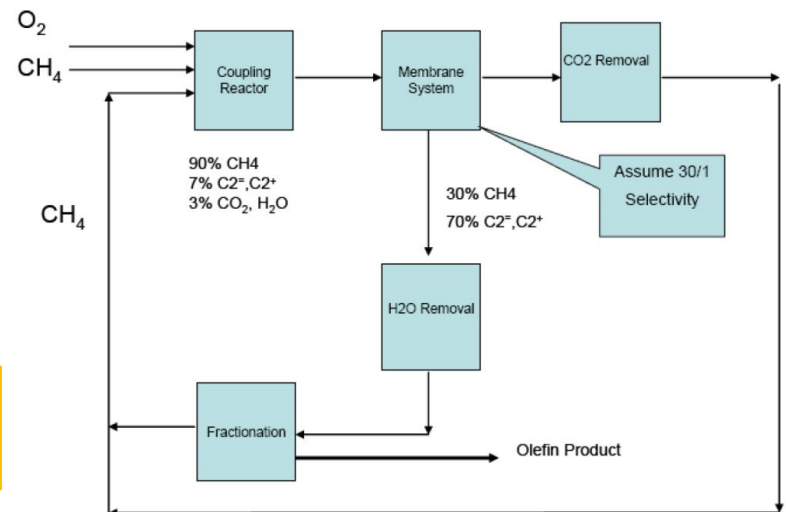 O₂
CH₄
Coupling
Reactor
Membrane
System
CO2 Removal
90% CH4
7% C2⁼,C2⁺
3% CO₂, H₂O
30% CH4
70% C2⁼,C2⁺
Assume 30/1
Selectivity
CH₄
H2O Removal
Fractionation
Olefin Product